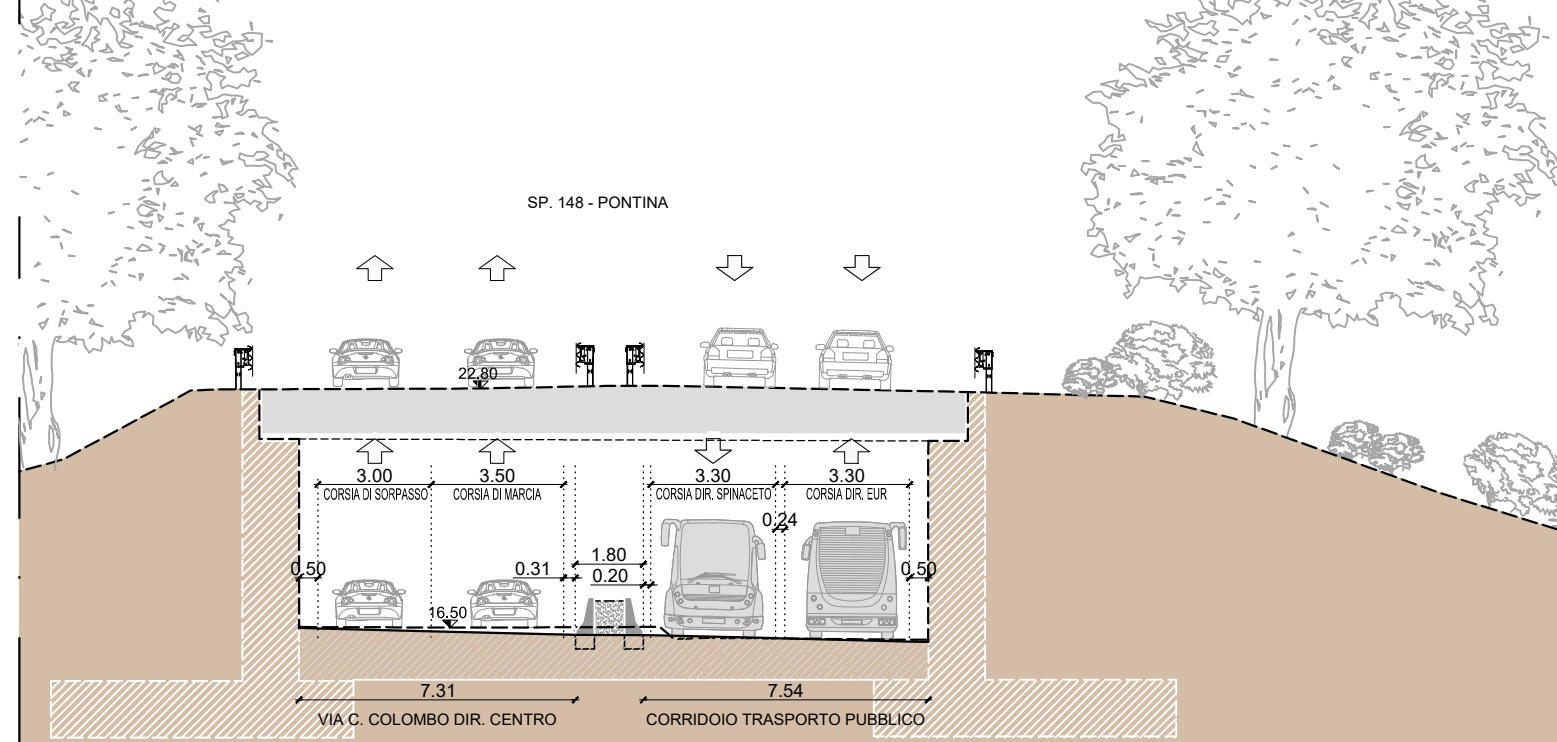 SP. 148 - PONTINA
22.80
3.00 3.50 3.30 3.30
CORSIA DI SORPASSO CORSIA DI MARCIA CORSIA DIR. SPINACETO CORSIA DIR. EUR
0.24
1.80
0.50 0.31 0.20 0.50
16.50
7.31 7.54
VIA C. COLOMBO DIR. CENTRO CORRIDOIO TRASPORTO PUBBLICO